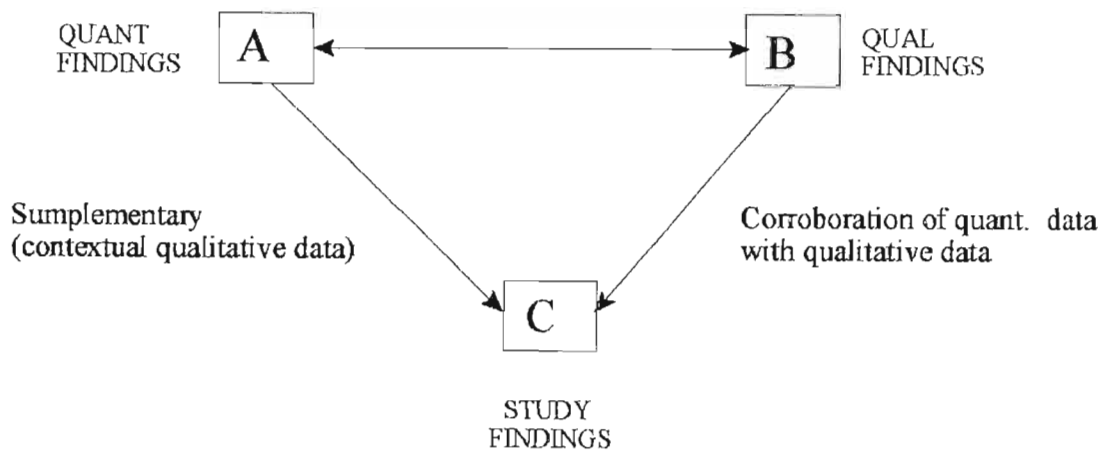 QUANT
FINDINGS
A
B
QUAL
FINDINGS
Sumplementary
(contextual qualitative data)
Corroboration of quant. data
with qualitative data
C
STUDY
FINDINGS